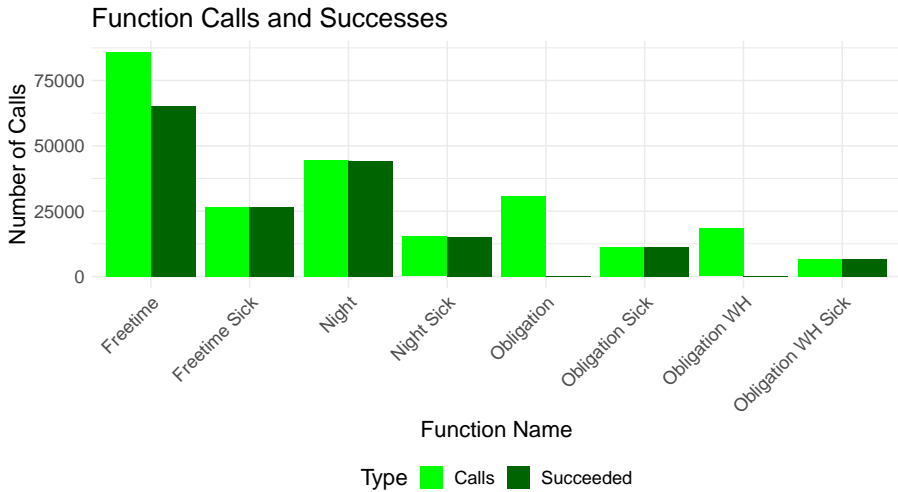 Function Calls and Successes
Number of Calls
75000
50000
25000
0
Freetime
Freetime Sick
Night
Night Sick
Obligation
Obligation Sick
Obligation WH
Obligation WH Sick
Function Name
Type Calls Succeeded